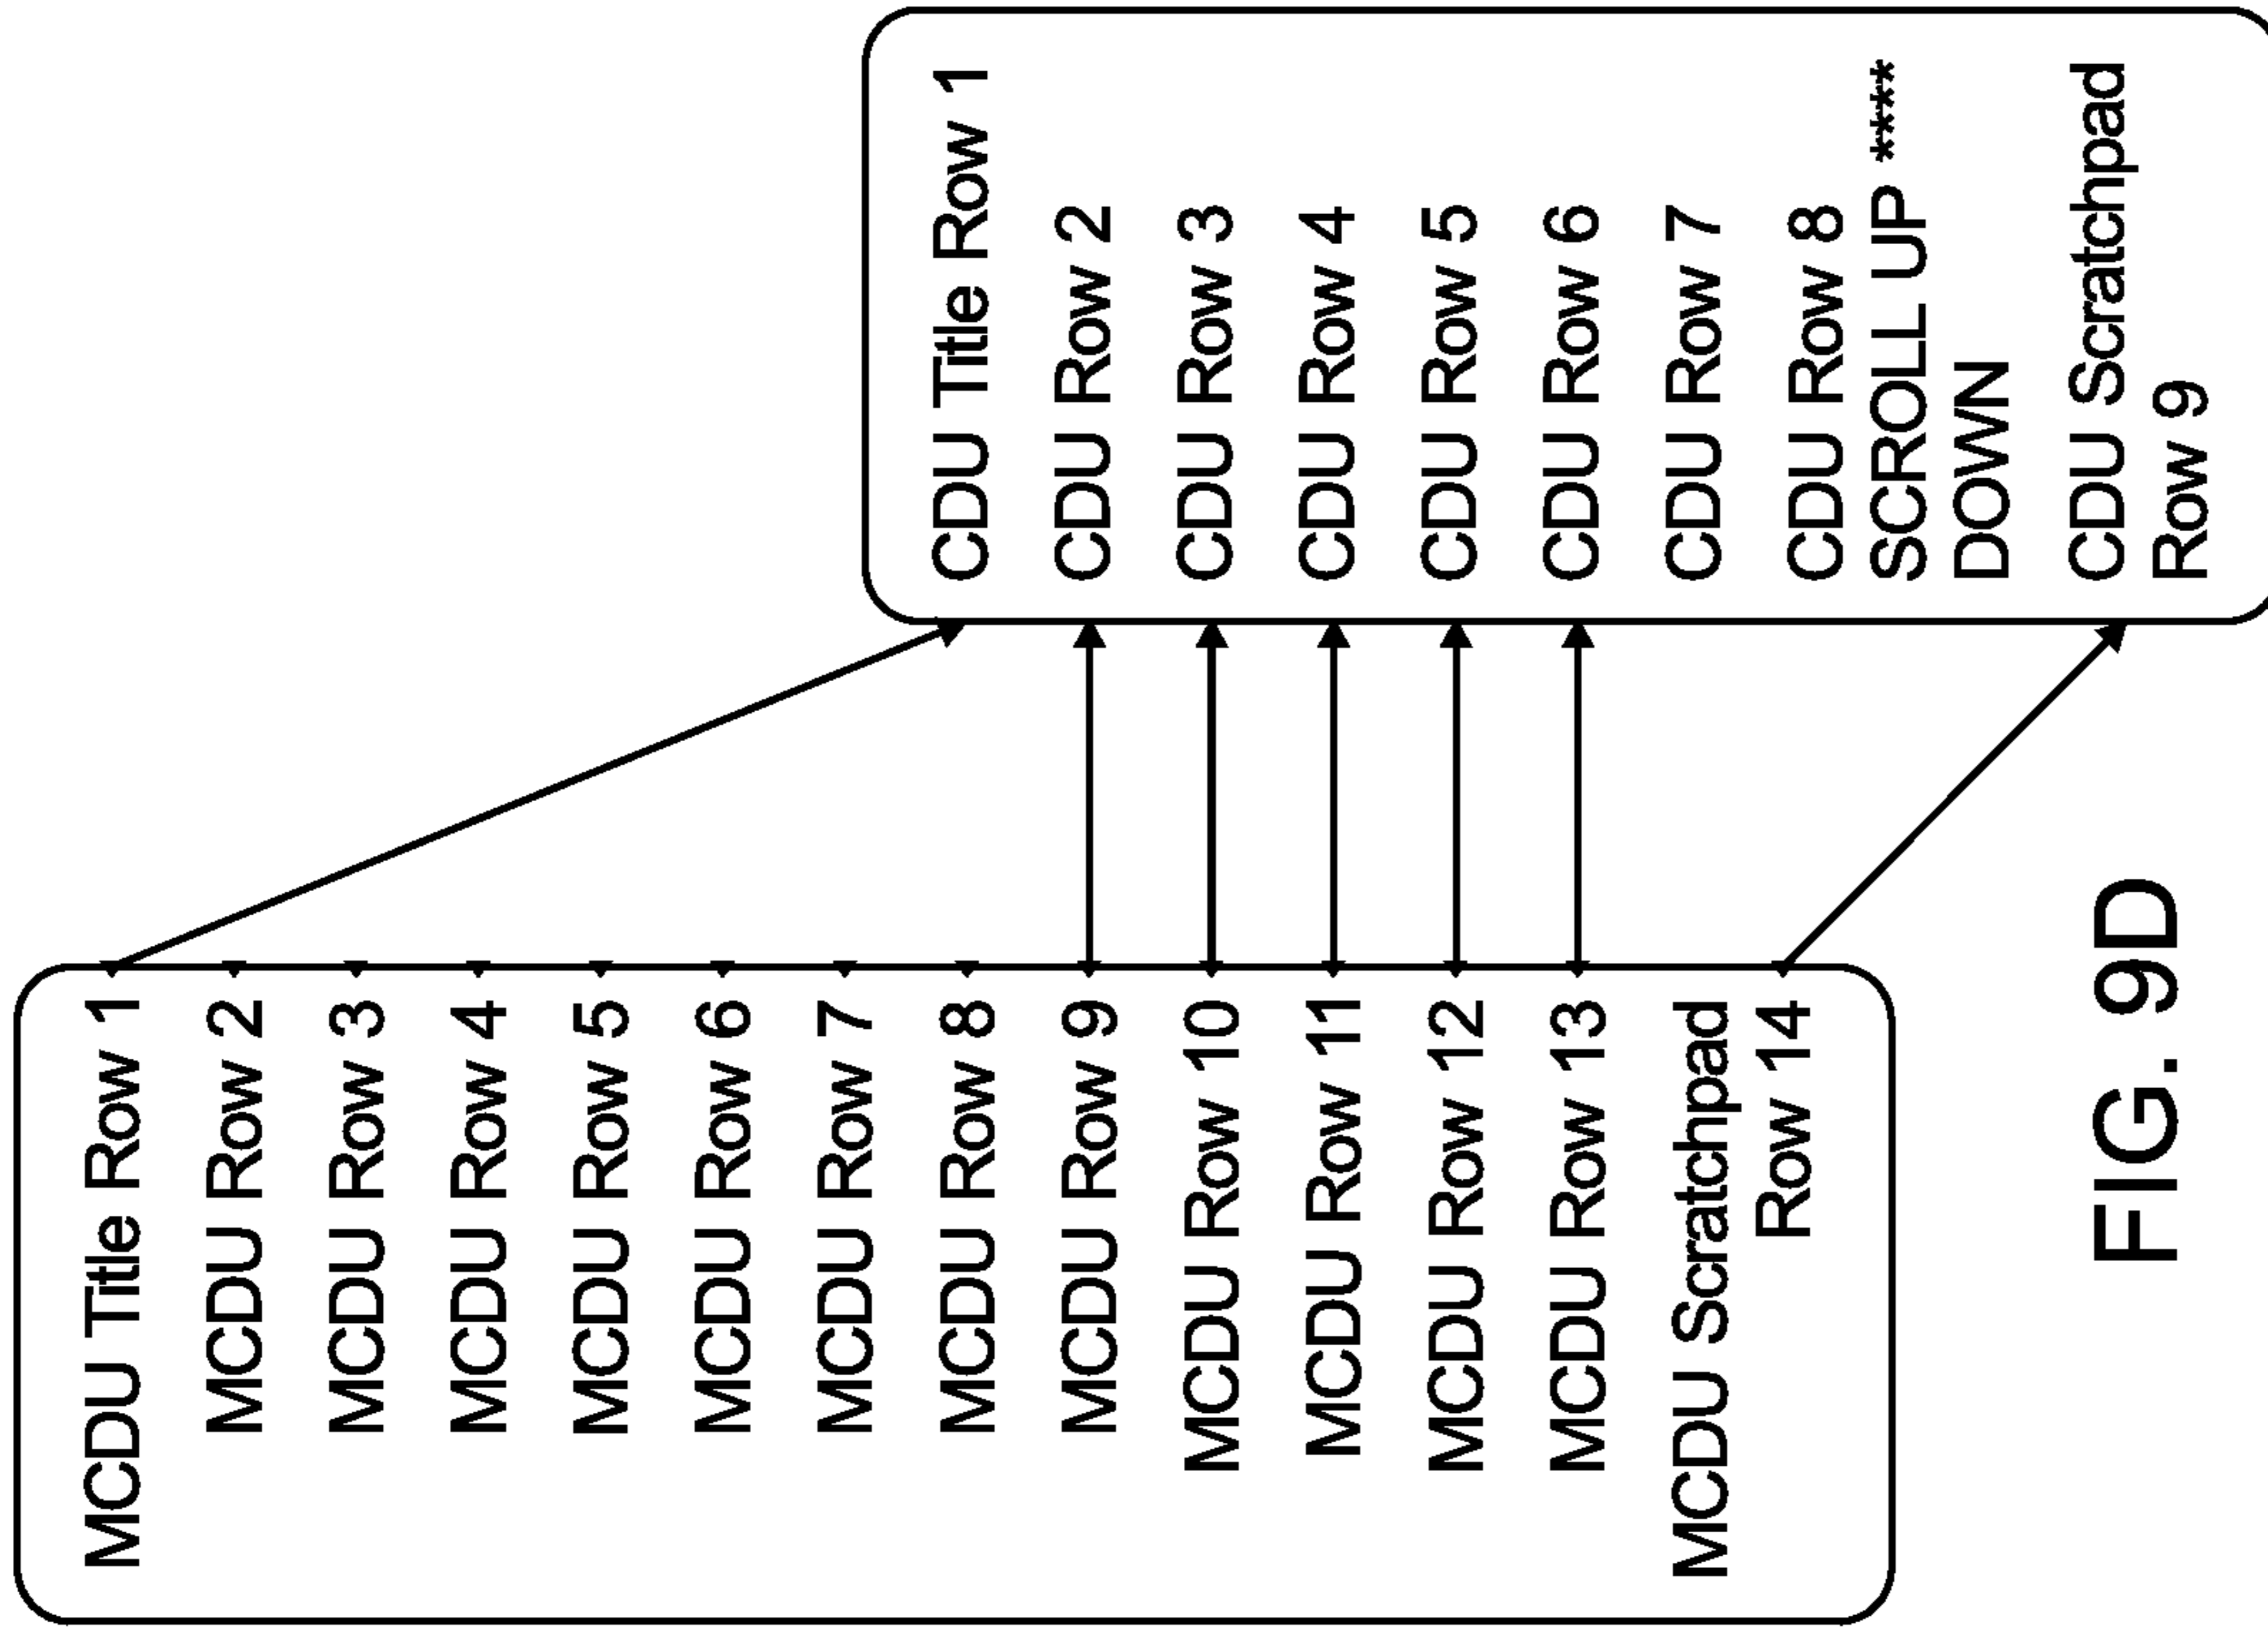 MCDU Title Row 1
MCDU Row 2
MCDU Row 3
MCDU Row 4
MCDU Row 5
MCDU Row 6
MCDU Row 7
MCDU Row 8
MCDU Row 9
MCDU Row 10
MCDU Row 11
MCDU Row 12
MCDU Row 13
MCDU Scratchpad
Row 14
CDU Title Row 1
CDU Row 2
CDU Row 3
CDU Row 4
CDU Row 5
CDU Row 6
CDU Row 7
CDU Row 8
SCROLL UP ****
DOWN
CDU Scratchpad
Row 9
FIG. 9D